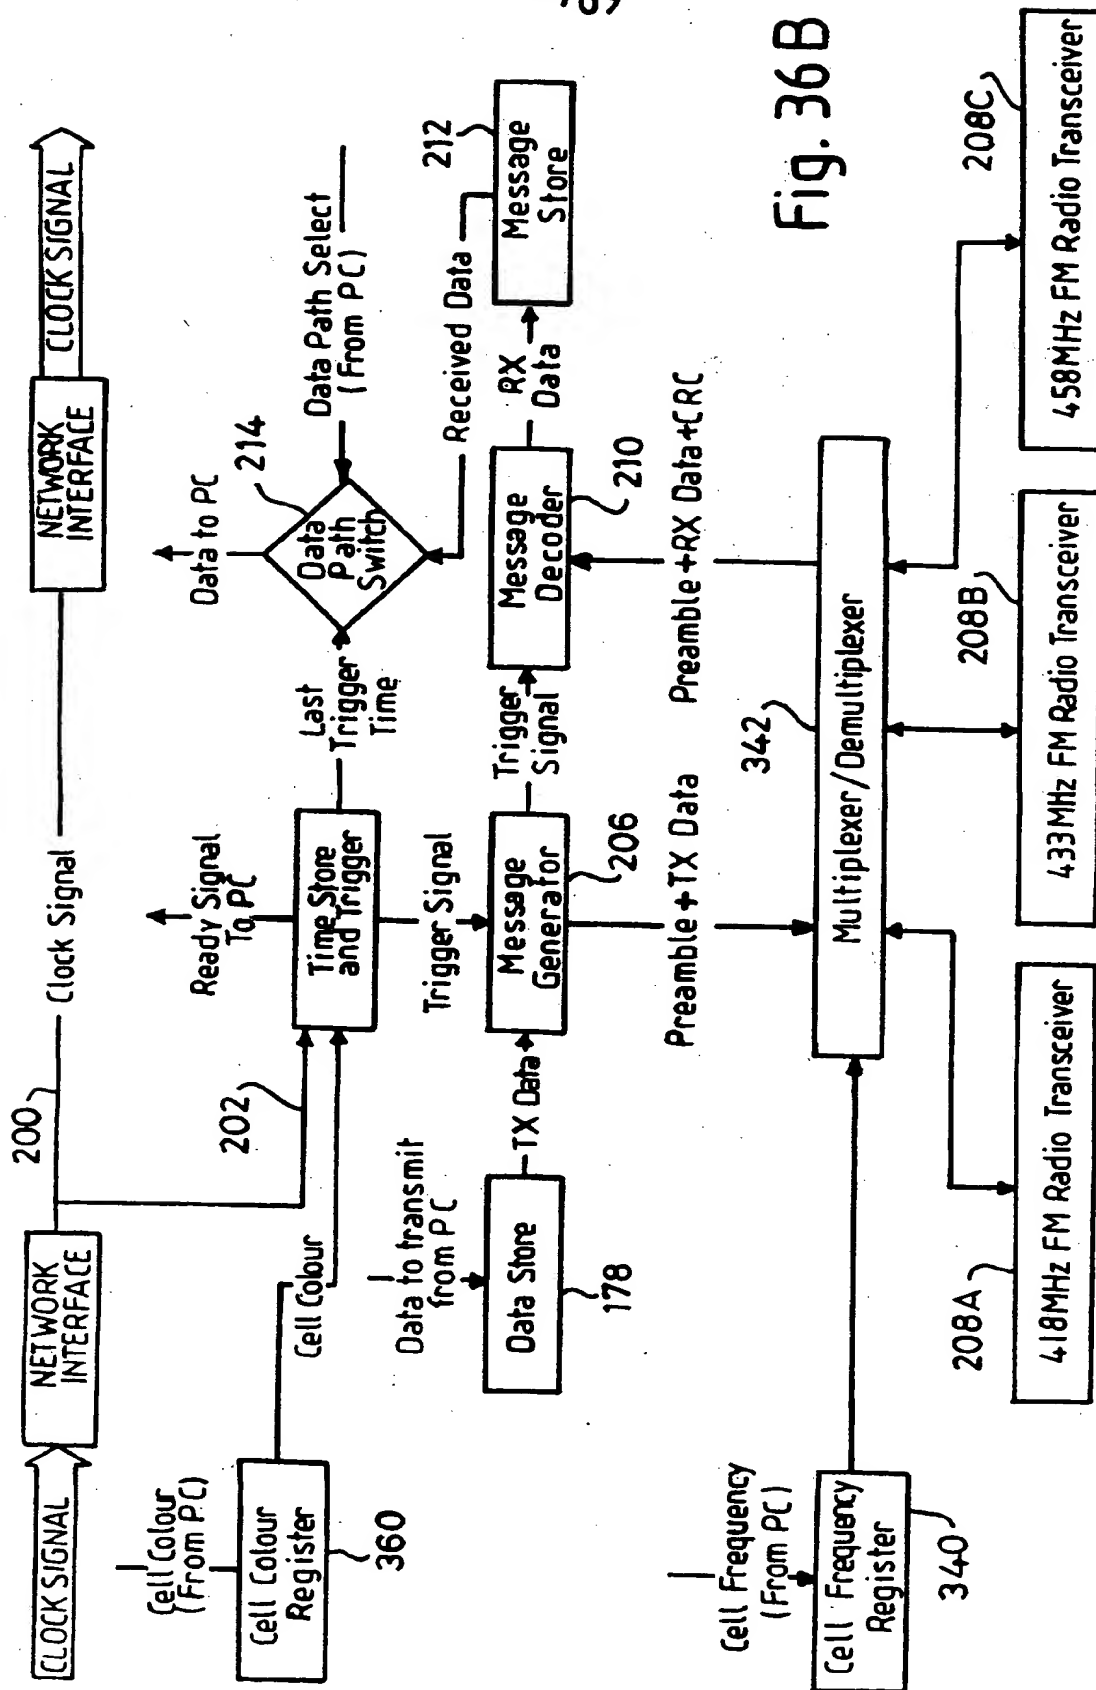 CLOCK SIGNAL
NETWORK
INTERFACE
200
Clock Signal
NETWORK
INTERFACE
CLOCK SIGNAL
Cell Colour
(From PC)
Cell Colour
Register
360
Cell Colour
202
Ready Signal
To PC
Time Store
and Trigger
Last
Trigger
Time
Data to PC
214
Data
Path
Switch
Data Path Select
(From PC)
Data to transmit
from PC
Data Store
178
TX Data
Trigger Signal
Message
Generator
206
Trigger
Signal
Message
Decoder
210
Received Data
RX
Data
212
Message
Store
Preamble+TX Data
Preamble+RX Data+CRC
Cell Frequency
(From PC)
Cell Frequency
Register
340
342
Multiplexer/Demultiplexer
208A
418MHz FM Radio Transceiver
208B
433MHz FM Radio Transceiver
208C
458MHz FM Radio Transceiver
Fig. 36B